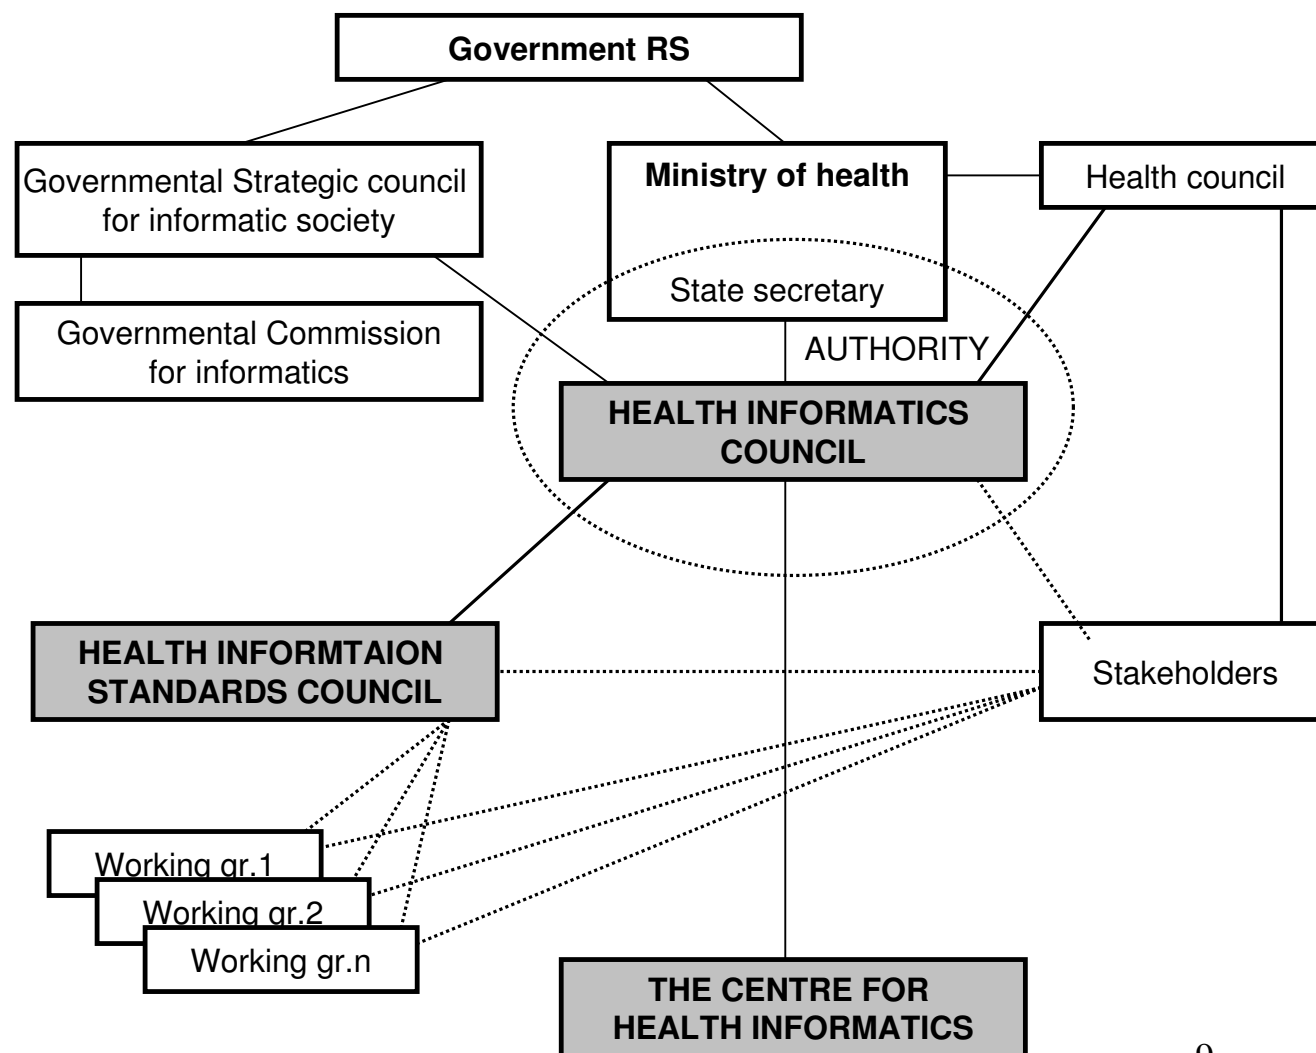 Government RS
Governmental Strategic council
for informatic society
Ministry of health
Health council
State secretary
Governmental Commission
for informatics
AUTHORITY
HEALTH INFORMATICS
COUNCIL
HEALTH INFORMTAION
STANDARDS COUNCIL
Stakeholders
Working gr.1
Working gr.2
Working gr.n
THE CENTRE FOR
HEALTH INFORMATICS